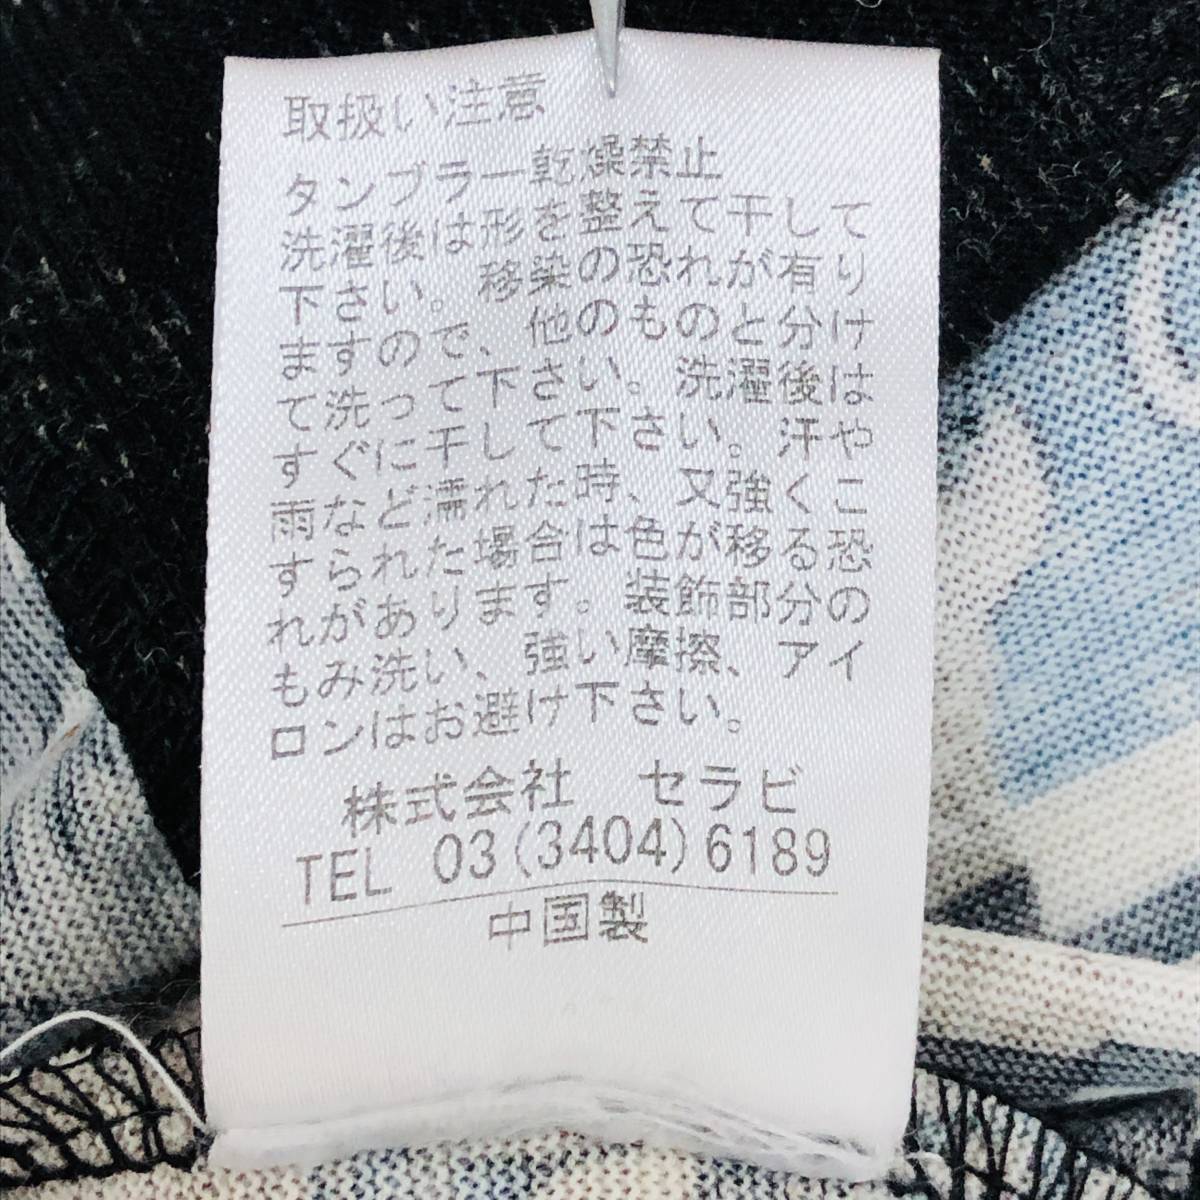 取扱い注意
タンブラー乾燥禁止
洗濯後は形を整えて干して
下さい。移染の恐れが有り
ますので、他のものと分け
て洗って下さい。洗濯後は
すぐに干して下さい。汗や
雨などど濡れた時、又強くこ
すられたり場合は色が移る恐
れがあります。装飾部分の
もみ洗い、強い摩擦、アイ
ロンはお避け下さい。
株式会社 セラビ
TEL 03(3404)6189
中国製